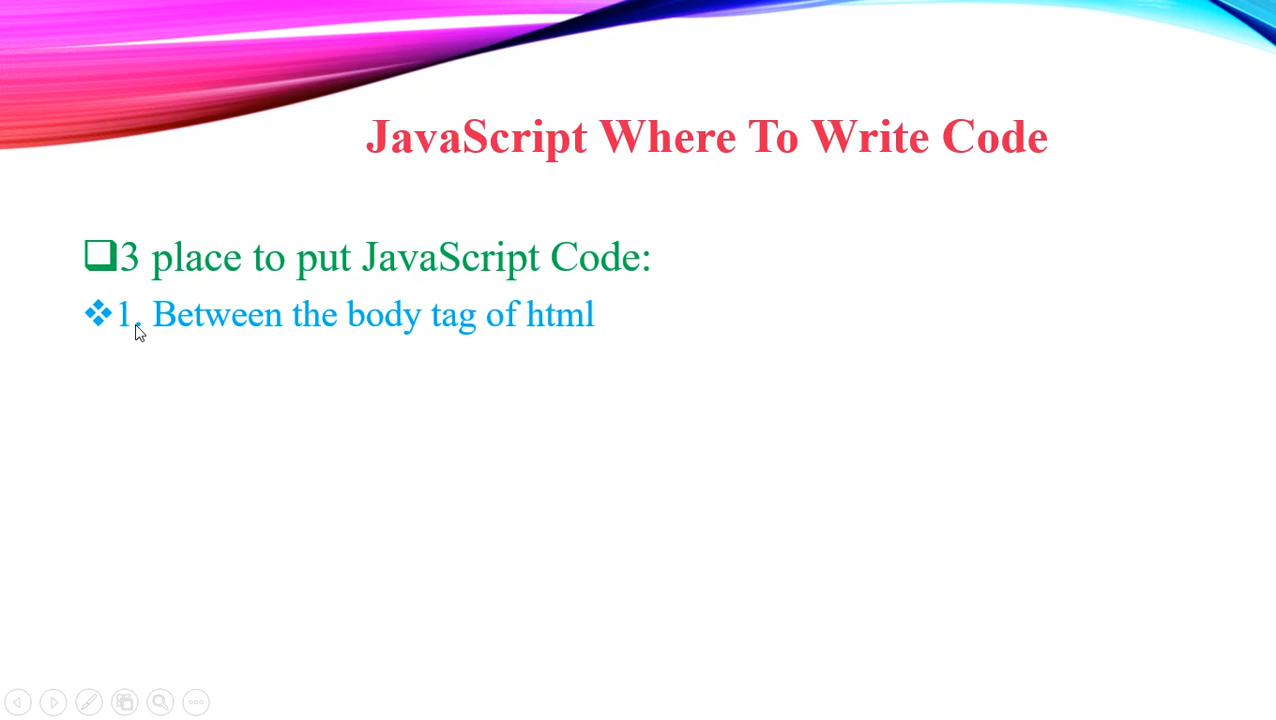 JavaScript Where To Write Code
3 place to put JavaScript Code:
1. Between the body tag of html